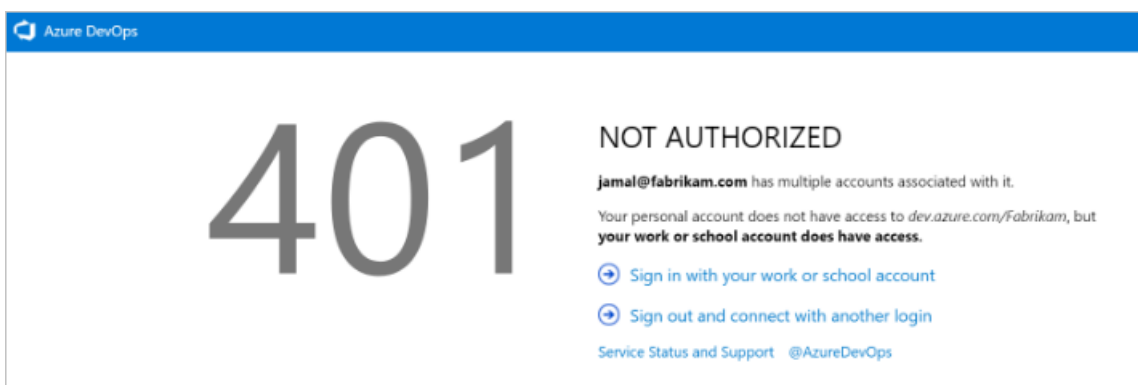 Azure DevOps
401
NOT AUTHORIZED
jamal@fabrikam.com has multiple accounts associated with it.
Your personal account does not have access to dev.azure.com/Fabrikam, but
your work or school account does have access.
Sign in with your work or school account
Sign out and connect with another login
Service Status and Support @AzureDevOps